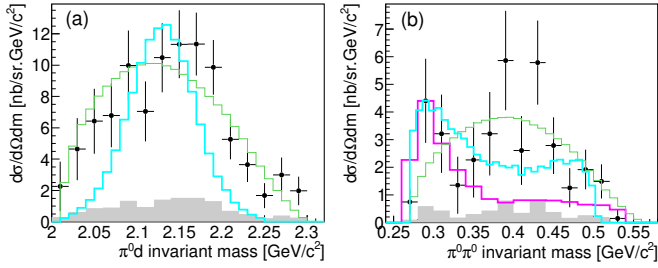 (a)
dσ/dΩdm [nb/sr.GeV/c²]
12
10
8
6
4
2
0
2 2.05 2.1 2.15 2.2 2.25 2.3
π⁰d invariant mass [GeV/c²]
(b)
dσ/dΩdm [nb/sr.GeV/c²]
7
6
5
4
3
2
1
0
0.25 0.3 0.35 0.4 0.45 0.5 0.55 0.6
π⁰π⁰ invariant mass [GeV/c²]